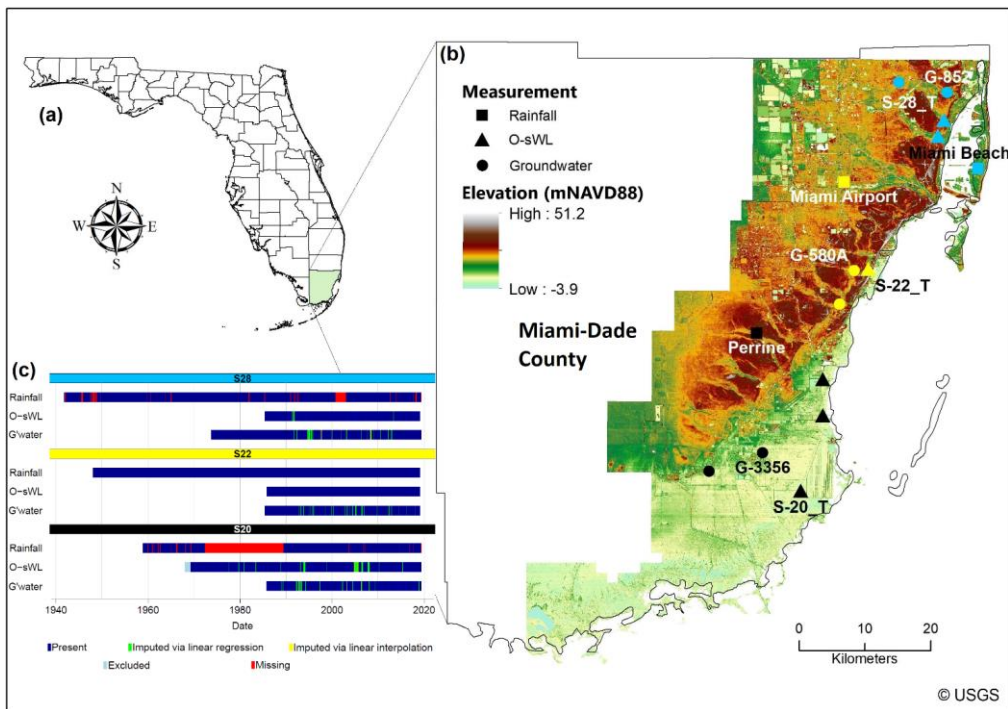 (a)
N
W E
S
(b)
Measurement
Rainfall
O-sWL
Groundwater
Elevation (mNAVD88)
High : 51.2
Low : -3.9
G-852
S-28_T
Miami Beach
Miami Airport
G-580A
S-22_T
Miami-Dade
County
Perrine
G-3356
S-20_T
0 10 20
Kilometers
© USGS
(c)
S28
Rainfall
O-sWL
G'water
S22
Rainfall
O-sWL
G'water
S20
Rainfall
O-sWL
G'water
1940 1960 1980 2000 2020
Date
Present Imputed via linear regression Imputed via linear interpolation
Excluded Missing